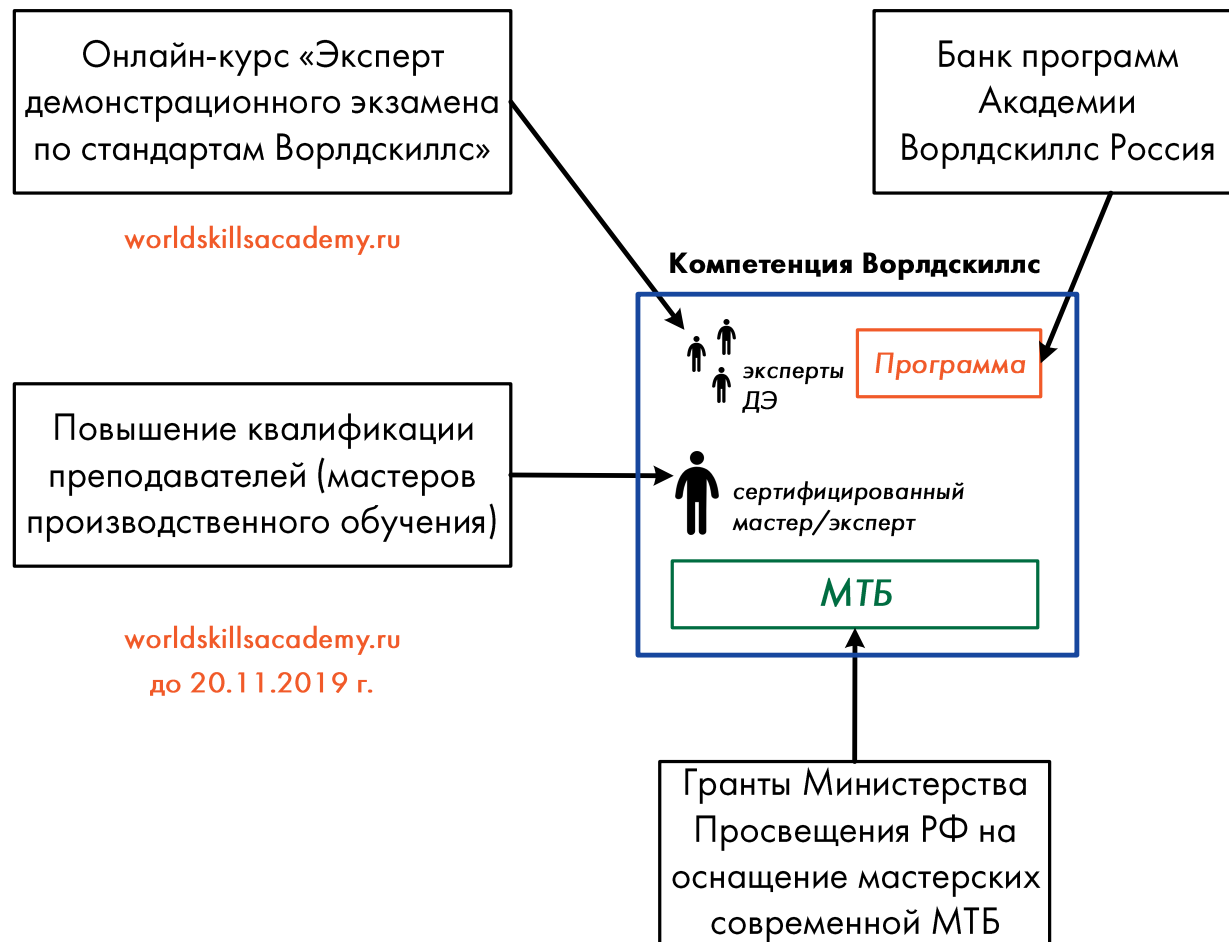 Онлайн-курс «Эксперт
демонстрационного экзамена
по стандартам Ворлдскиллс»
worldskillsacademy.ru
Банк программ
Академии
Ворлдскиллс Россия
Компетенция Ворлдскиллс
эксперты
ДЭ
Программа
Повышение квалификации
преподавателей (мастеров
производственного обучения)
worldskillsacademy.ru
до 20.11.2019 г.
сертифицированный
мастер/эксперт
МТБ
Гранты Министерства
Просвещения РФ на
оснащение мастерских
современной МТБ